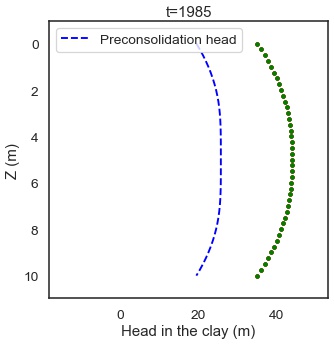 t=1985
Preconsolidation head
0
2
4
6
8
10
Z (m)
0 20 40
Head in the clay (m)